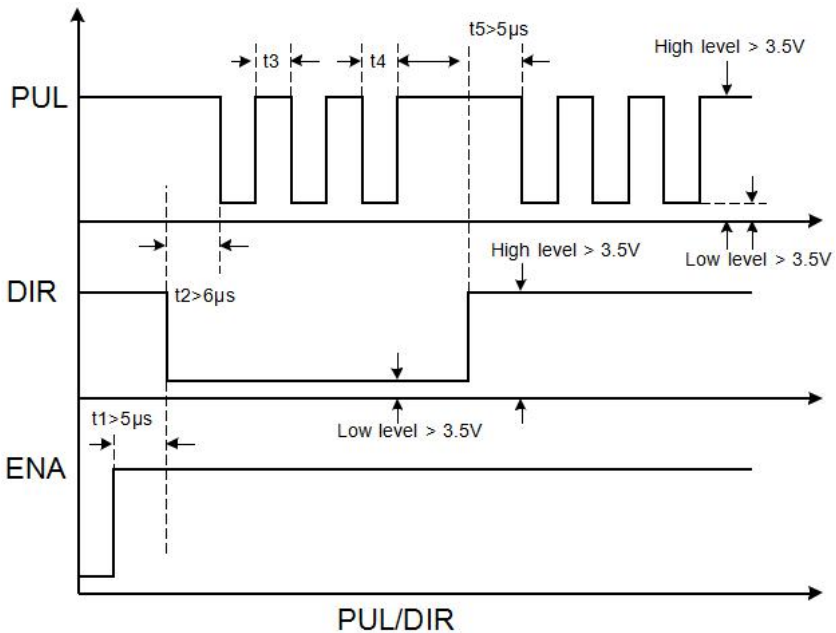 t5>5μs
High level > 3.5V
t3
t4
PUL
High level > 3.5V
Low level > 3.5V
DIR
t2>6μs
t1>5μs
Low level > 3.5V
ENA
PUL/DIR